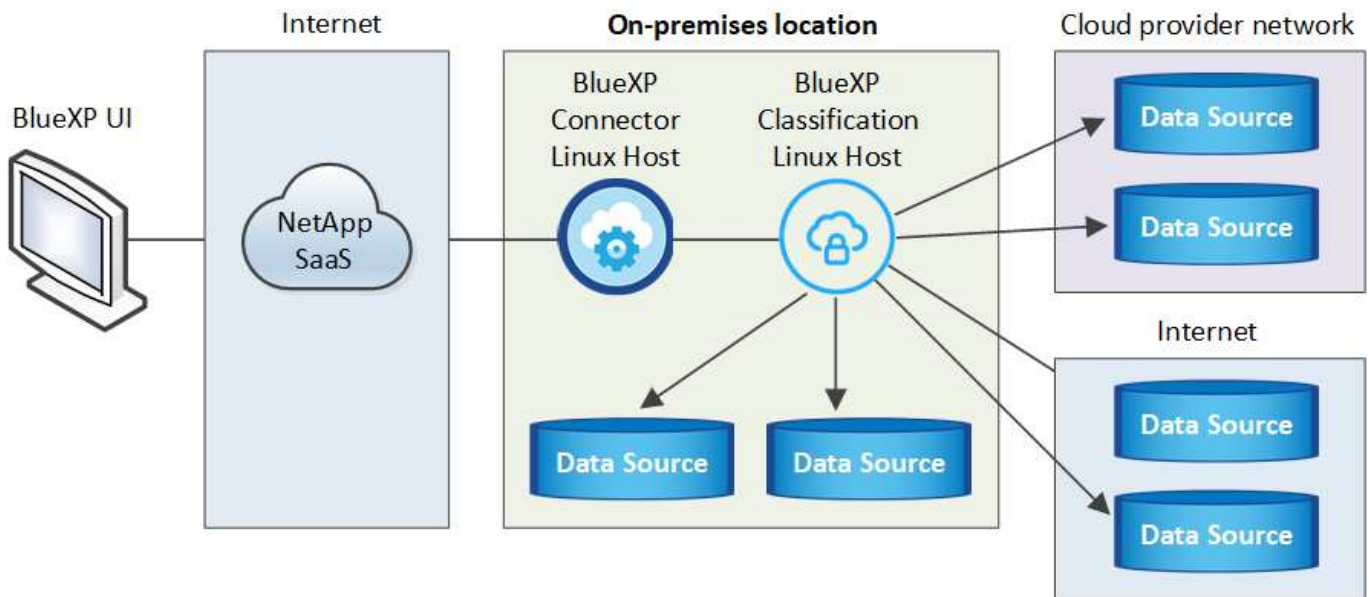 Internet
On-premises location
Cloud provider network
BlueXP UI
NetApp
SaaS
BlueXP
Connector
Linux Host
BlueXP
Classification
Linux Host
Data Source
Data Source
Data Source
Data Source
Internet
Data Source
Data Source